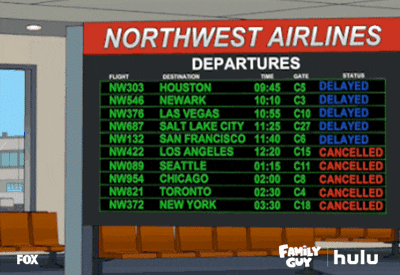 NORTHWEST AIRLINES
DEPARTURES
FLIGHT DESTINATION TIME GATE STATUS
NW303 HOUSTON 09:45 C5 DELAYED
NW546 NEWARK 10:10 C3 DELAYED
NW376 LAS VEGAS 10:55 C10 DELAYED
NW687 SALT LAKE CITY 11:25 C27 DELAYED
NW132 SAN FRANCISCO 11:40 C6 DELAYED
NW422 LOS ANGELES 12:20 C15 CANCELLED
NW089 SEATTLE 01:15 C11 CANCELLED
NW954 CHICAGO 02:00 C8 CANCELLED
NW821 TORONTO 02:30 C4 CANCELLED
NW372 NEW YORK 03:30 C18 CANCELLED
FOX FAMILY GUY hulu